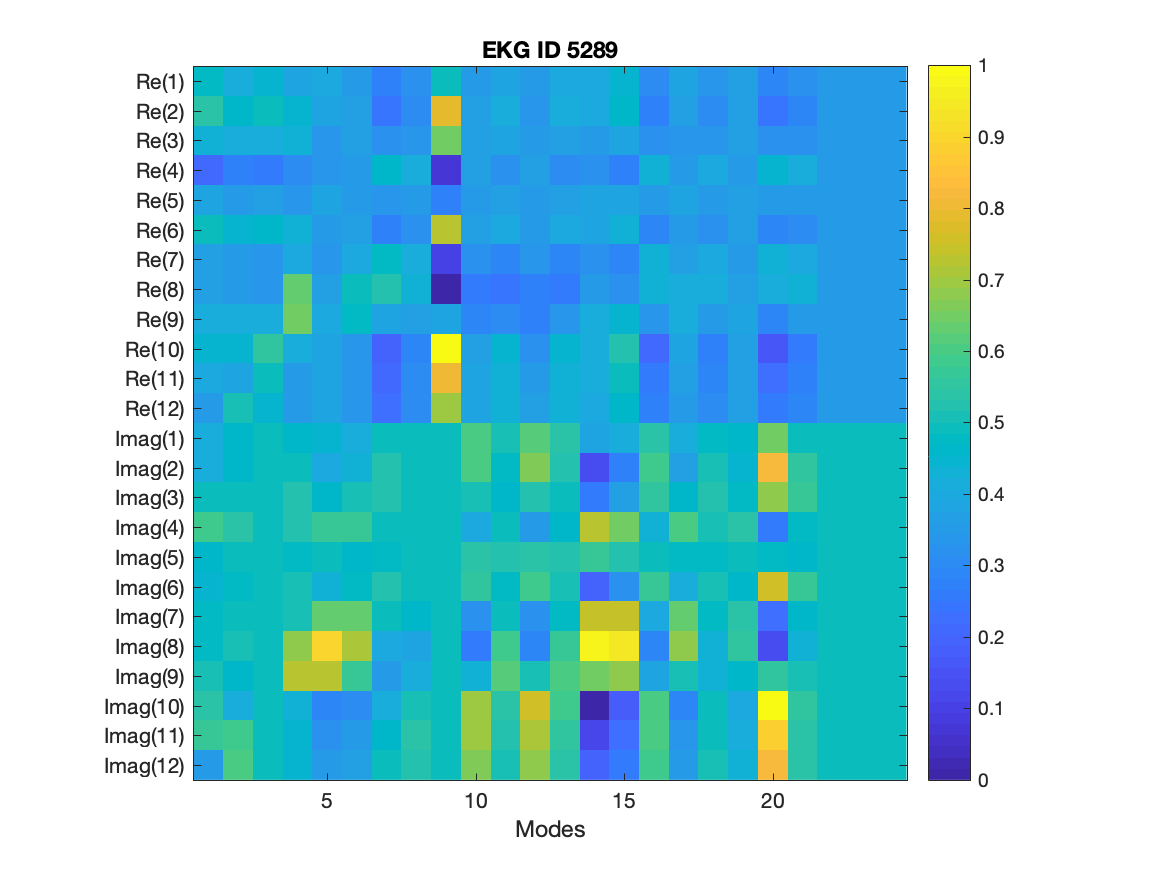 EKG ID 5289
Re(1)
Re(2)
Re(3)
Re(4)
Re(5)
Re(6)
Re(7)
Re(8)
Re(9)
Re(10)
Re(11)
Re(12)
Imag(1)
Imag(2)
Imag(3)
Imag(4)
Imag(5)
Imag(6)
Imag(7)
Imag(8)
Imag(9)
Imag(10)
Imag(11)
Imag(12)
5 10 15 20
Modes
1
0.9
0.8
0.7
0.6
0.5
0.4
0.3
0.2
0.1
0